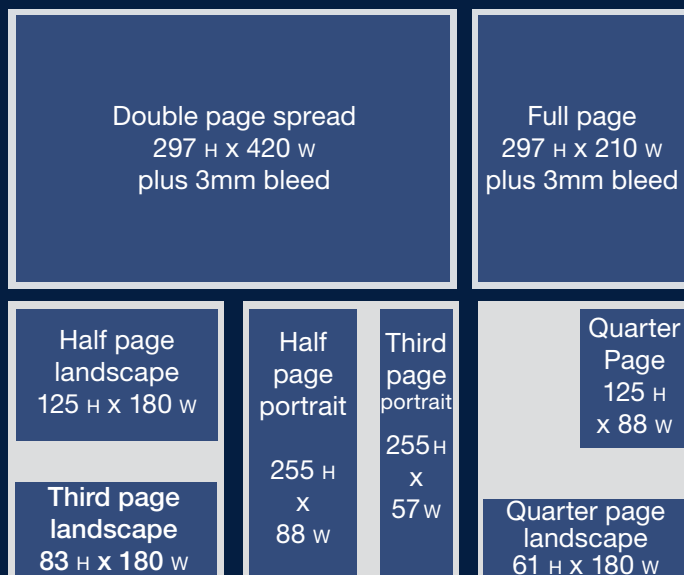 Double page spread
297 H x 420 W
plus 3mm bleed
Full page
297 H x 210 W
plus 3mm bleed
Half page
landscape
125 H x 180 W
Third page
landscape
83 H x 180 W
Half
page
portrait
255 H
x
88 W
Third
page
portrait
255 H
x
57 W
Quarter
Page
125 H
x 88 W
Quarter page
landscape
61 H x 180 W